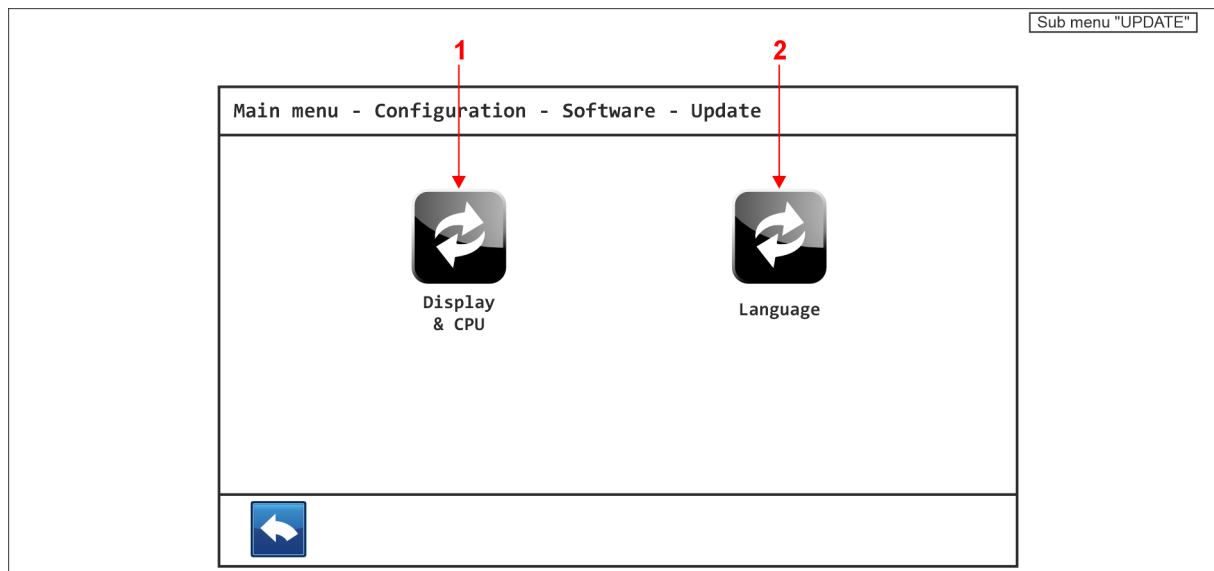 Sub menu "UPDATE"
1 2
Main menu - Configuration - Software - Update
Display
& CPU
Language